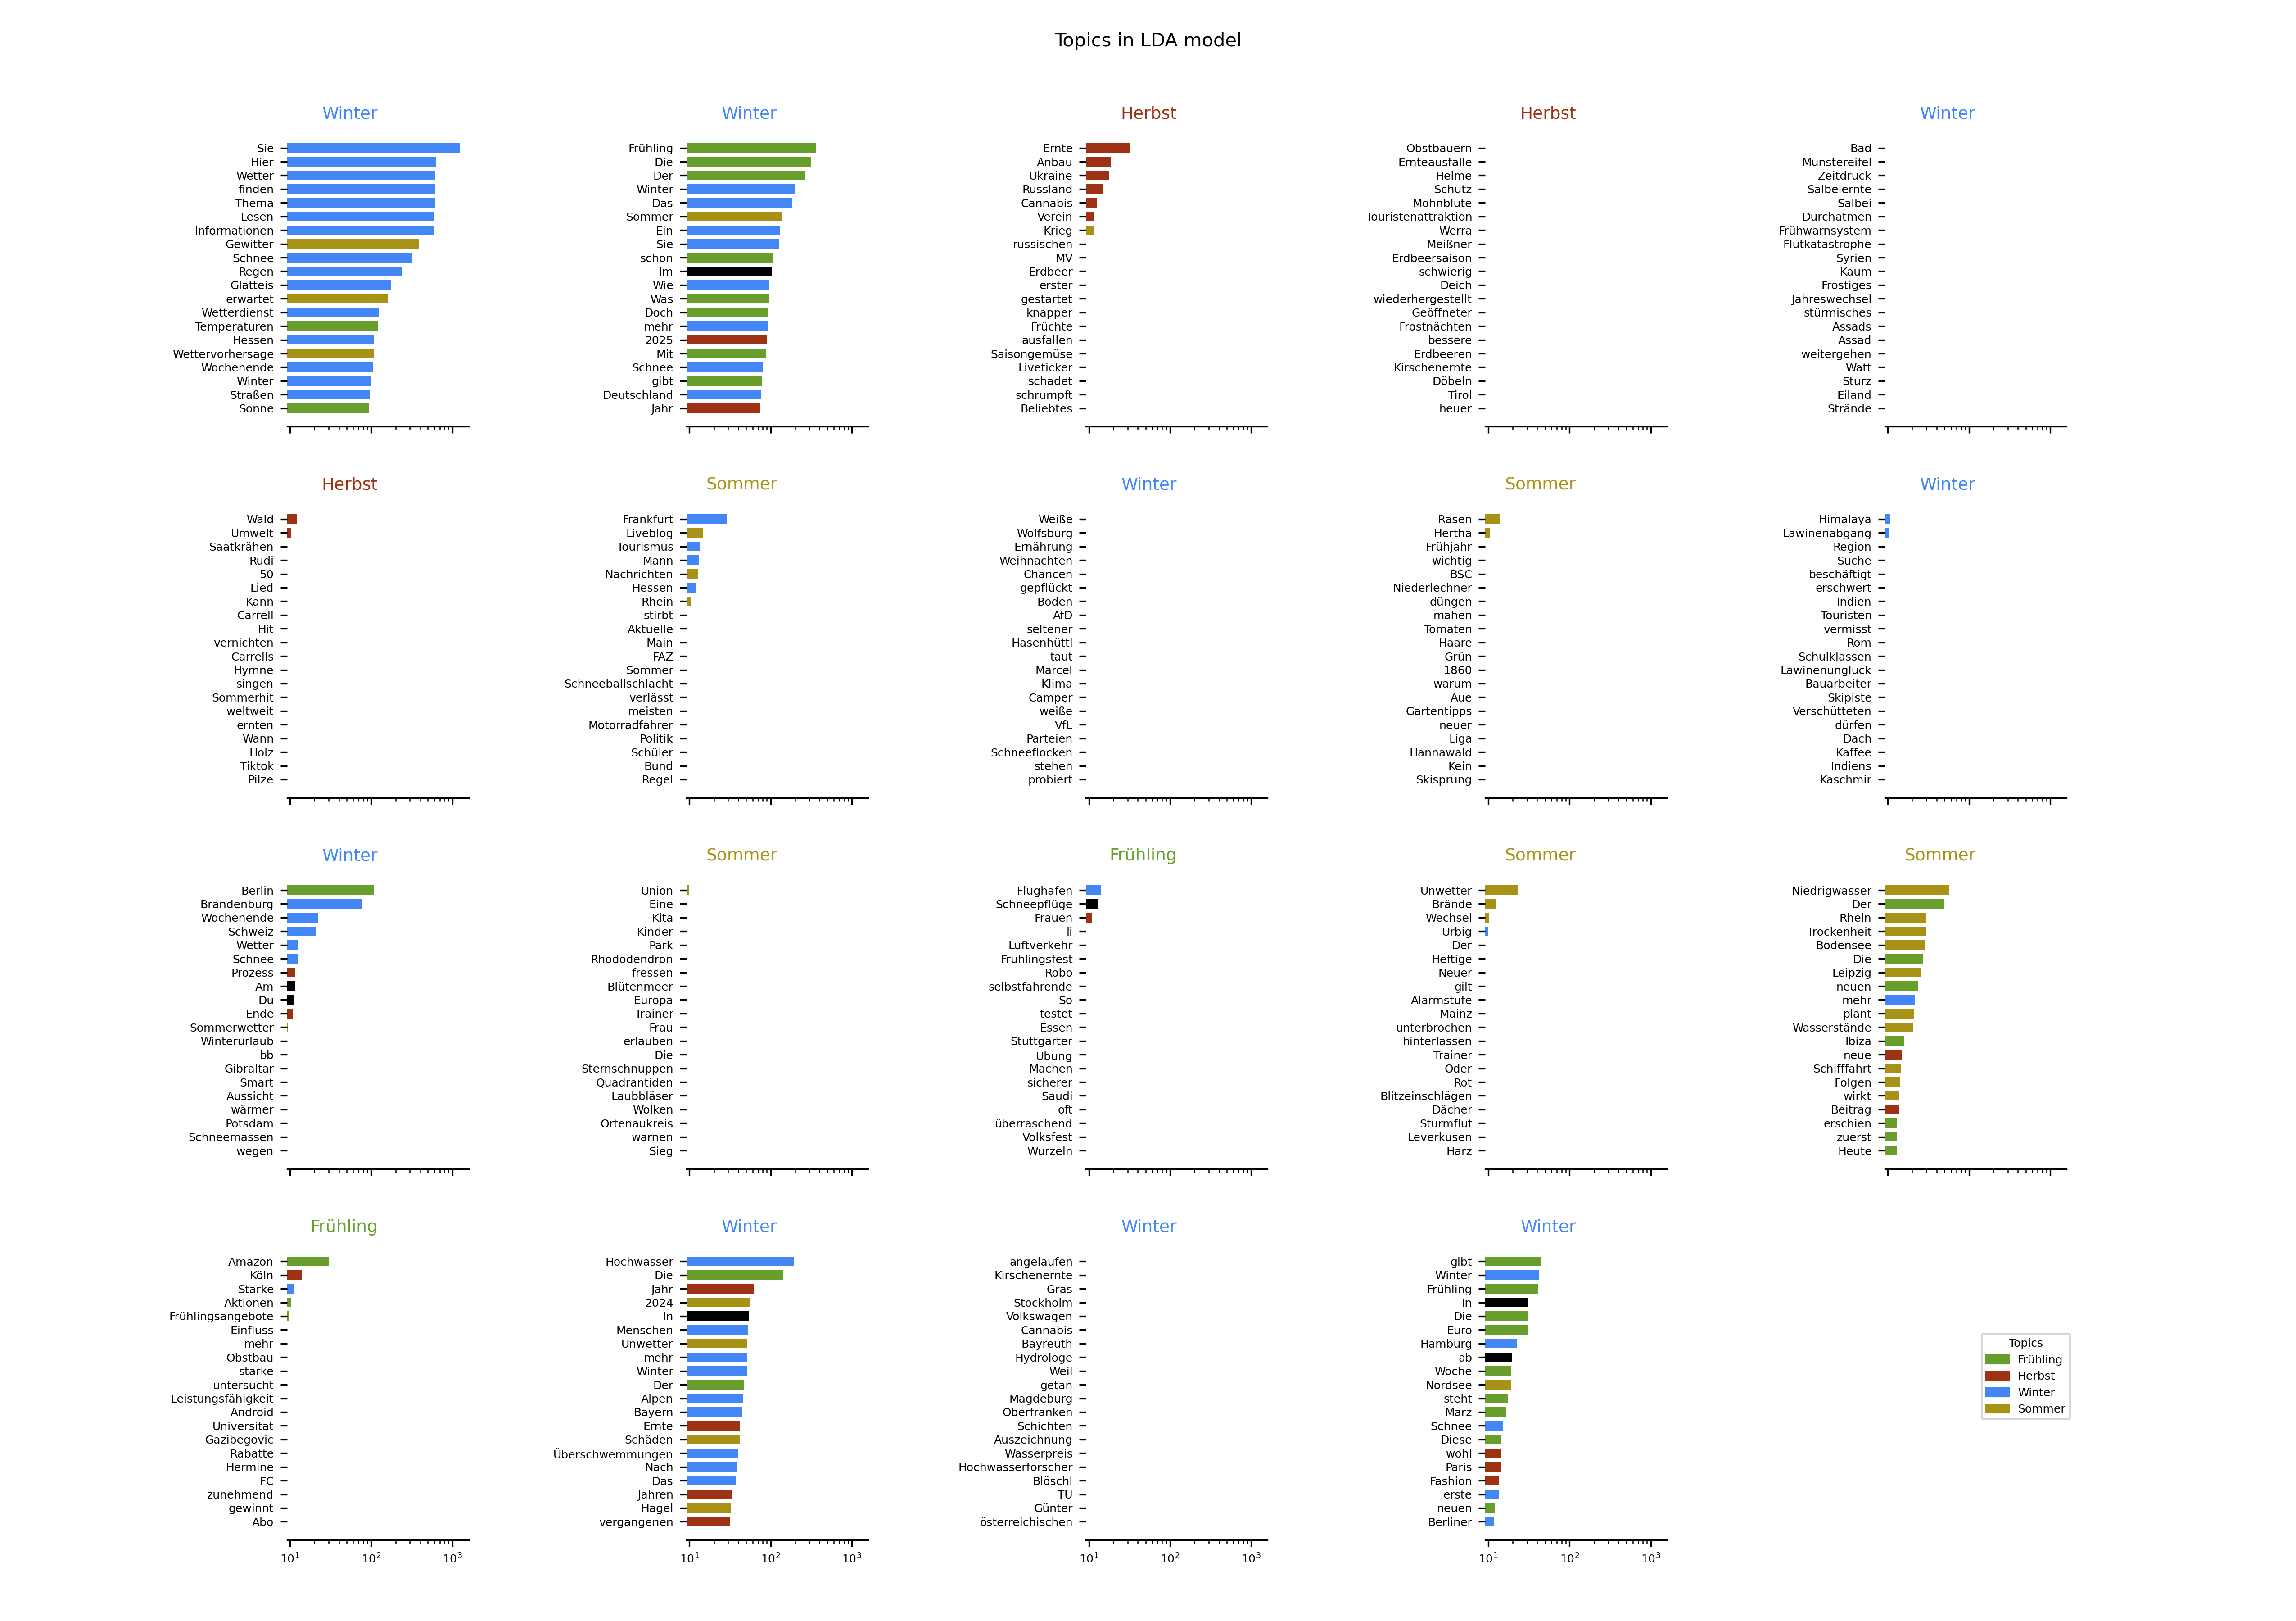 Topics in LDA model
Winter
Sie
Hier
Wetter
finden
Thema
Lesen
Informationen
Gewitter
Schnee
Regen
Glatteis
erwartet
Wetterdienst
Temperaturen
Hessen
Wettervorhersage
Wochenende
Winter
Straßen
Sonne
Winter
Frühling
Die
Der
Winter
Das
Sommer
Ein
Sie
schon
Im
Wie
Was
Doch
mehr
2025
Mit
Schnee
gibt
Deutschland
Jahr
Herbst
Ernte
Anbau
Ukraine
Russland
Cannabis
Verein
Krieg
russischen
MV
Erdbeer
erster
gestartet
knapper
Früchte
ausfallen
Saisongemüse
Liveticker
schadet
schrumpft
Beliebtes
Herbst
Obstbauern
Ernteausfälle
Helme
Schutz
Mohnblüte
Touristenattraktion
Werra
Meißner
Erdbeersaison
schwierig
Deich
wiederhergestellt
Geöffneter
Frostnächten
bessere
Erdbeeren
Kirschenernte
Döbeln
Tirol
heuer
Winter
Bad
Münstereifel
Zeitdruck
Salbeiernte
Salbei
Durchatmen
Frühwarnsystem
Flutkatastrophe
Syrien
Kaum
Frostiges
Jahreswechsel
stürmisches
Assads
Assad
weitergehen
Watt
Sturz
Eiland
Strände
Herbst
Wald
Umwelt
Saatkrähen
Rudi
50
Lied
Kann
Carrell
Hit
vernichten
Carrells
Hymne
singen
Sommerhit
weltweit
ernten
Wann
Holz
Tiktok
Pilze
Sommer
Frankfurt
Liveblog
Tourismus
Mann
Nachrichten
Hessen
Rhein
stirbt
Aktuelle
Main
FAZ
Sommer
Schneeballschlacht
verlässt
meisten
Motorradfahrer
Politik
Schüler
Bund
Regel
Winter
Weiße
Wolfsburg
Ernährung
Weihnachten
Chancen
gepflückt
Boden
AfD
seltener
Hasenhüttl
taut
Marcel
Klima
Camper
weiße
VfL
Parteien
Schneeflocken
stehen
probiert
Sommer
Rasen
Hertha
Frühjahr
wichtig
BSC
Niederlechner
düngen
mähen
Tomaten
Haare
Grün
1860
warum
Aue
Gartentipps
neuer
Liga
Hannawald
Kein
Skisprung
Winter
Himalaya
Lawinenabgang
Region
Suche
beschäftigt
erschwert
Indien
Touristen
vermisst
Rom
Schulklassen
Lawinenunglück
Bauarbeiter
Skipiste
Verschütteten
dürfen
Dach
Kaffee
Indiens
Kaschmir
Winter
Berlin
Brandenburg
Wochenende
Schweiz
Wetter
Schnee
Prozess
Am
Du
Ende
Sommerwetter
Winterurlaub
bb
Gibraltar
Smart
Aussicht
wärmer
Potsdam
Schneemassen
wegen
Sommer
Union
Eine
Kita
Kinder
Park
Rhododendron
fressen
Blütenmeer
Europa
Trainer
Frau
erlauben
Die
Sternschnuppen
Quadrantiden
Laubbläser
Wolken
Ortenaukreis
warnen
Sieg
Frühling
Flughafen
Schneepflüge
Frauen
li
Luftverkehr
Frühlingsfest
Robo
selbstfahrende
So
testet
Essen
Stuttgarter
Übung
Machen
sicherer
Saudi
oft
überraschend
Volksfest
Wurzeln
Sommer
Unwetter
Brände
Wechsel
Urbig
Der
Heftige
Neuer
gilt
Alarmstufe
Mainz
unterbrochen
hinterlassen
Trainer
Oder
Rot
Blitzeinschlägen
Dächer
Sturmflut
Leverkusen
Harz
Sommer
Niedrigwasser
Der
Rhein
Trockenheit
Bodensee
Die
Leipzig
neuen
mehr
plant
Wasserstände
Ibiza
neue
Schifffahrt
Folgen
wirkt
Beitrag
erschien
zuerst
Heute
Frühling
Amazon
Köln
Starke
Aktionen
Frühlingsangebote
Einfluss
mehr
Obstbau
starke
untersucht
Leistungsfähigkeit
Android
Universität
Gazibegovic
Rabatte
Hermine
FC
zunehmend
gewinnt
Abo
10¹ 10² 10³
Winter
Hochwasser
Die
Jahr
2024
In
Menschen
Unwetter
mehr
Winter
Der
Alpen
Bayern
Ernte
Schäden
Überschwemmungen
Nach
Das
Jahren
Hagel
vergangenen
10¹ 10² 10³
Winter
angelaufen
Kirschenernte
Gras
Stockholm
Volkswagen
Cannabis
Bayreuth
Hydrologe
Weil
getan
Magdeburg
Oberfranken
Schichten
Auszeichnung
Wasserpreis
Hochwasserforscher
Blöschl
TU
Günter
österreichischen
10¹ 10² 10³
Winter
gibt
Winter
Frühling
In
Die
Euro
Hamburg
ab
Woche
Nordsee
steht
März
Schnee
Diese
wohl
Paris
Fashion
erste
neuen
Berliner
10¹ 10² 10³
Topics
Frühling
Herbst
Winter
Sommer